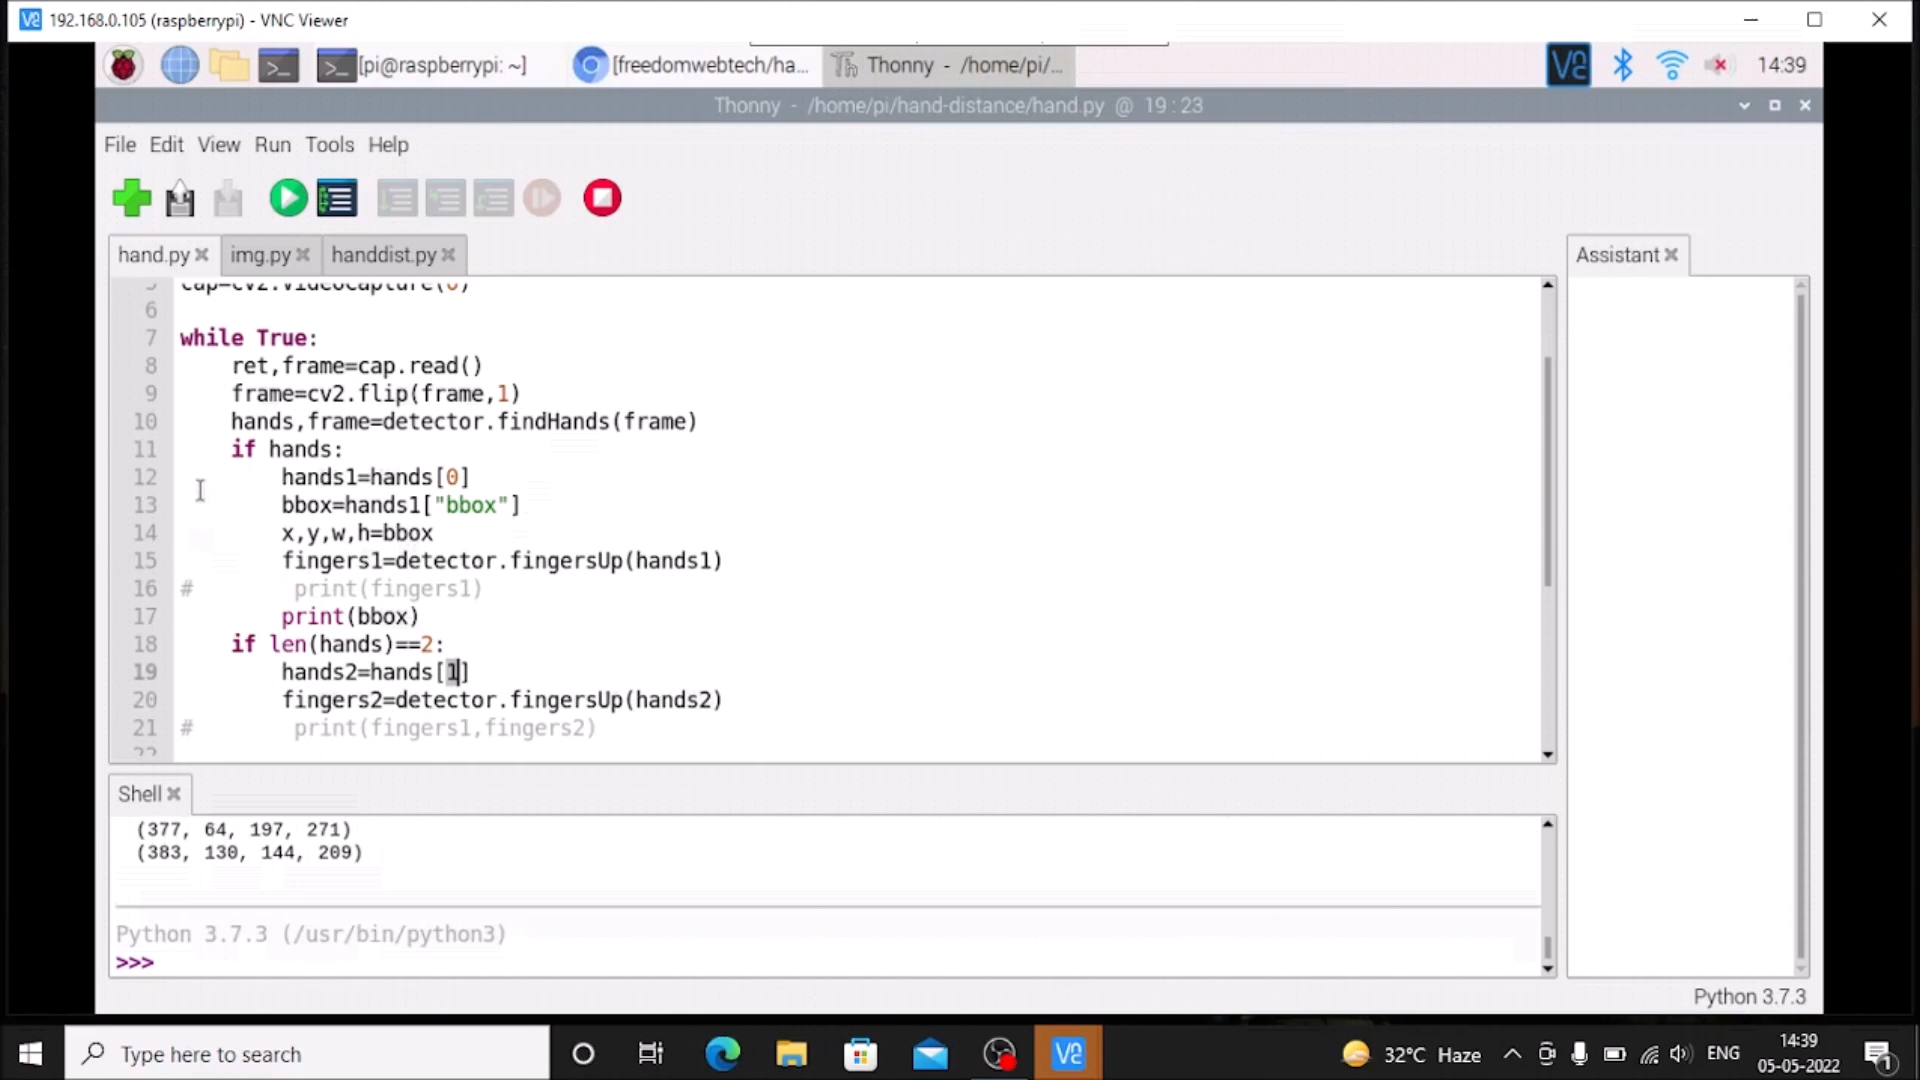 192.168.0.105 (raspberrypi) - VNC Viewer
[pi@raspberrypi: ~]
[freedomwebtech/ha...
Thonny - /home/pi/...
14:39
Thonny - /home/pi/hand-distance/hand.py @ 19 : 23
File Edit View Run Tools Help
hand.py
img.py
handdist.py
Assistant
5 cap=cv2.VideoCapture(0)
6
7 while True:
8 ret,frame=cap.read()
9 frame=cv2.flip(frame,1)
10 hands,frame=detector.findHands(frame)
11 if hands:
12 hands1=hands[0]
13 bbox=hands1["bbox"]
14 x,y,w,h=bbox
15 fingers1=detector.fingersUp(hands1)
16 # print(fingers1)
17 print(bbox)
18 if len(hands)==2:
19 hands2=hands[1]
20 fingers2=detector.fingersUp(hands2)
21 # print(fingers1,fingers2)
22
Shell
(377, 64, 197, 271)
(383, 130, 144, 209)
Python 3.7.3 (/usr/bin/python3)
>>>
Python 3.7.3
Type here to search
32°C Haze
ENG
14:39
05-05-2022
1